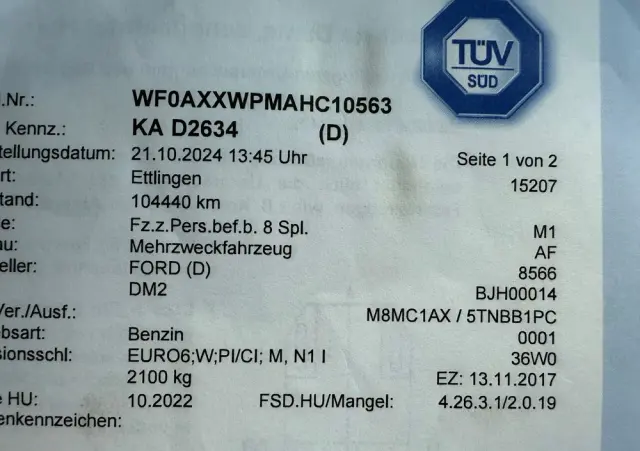 TÜV
SÜD
.Nr.: WF0AXXWPMAHC10563
Kennz.: KA D2634 (D)
tellungsdatum: 21.10.2024 13:45 Uhr Seite 1 von 2
rt: Ettlingen 15207
tand: 104440 km
e: Fz.z.Pers.bef.b. 8 Spl. M1
au: Mehrzweckfahrzeug AF
eller: FORD (D) 8566
DM2 BJH00014
Ver./Ausf.: M8MC1AX / 5TNBB1PC
ebsart: Benzin 0001
sionsschl: EURO6;W;PI/CI; M, N1 I 36W0
2100 kg EZ: 13.11.2017
e HU: 10.2022 FSD.HU/Mangel: 4.26.3.1/2.0.19
enkennzeichen: